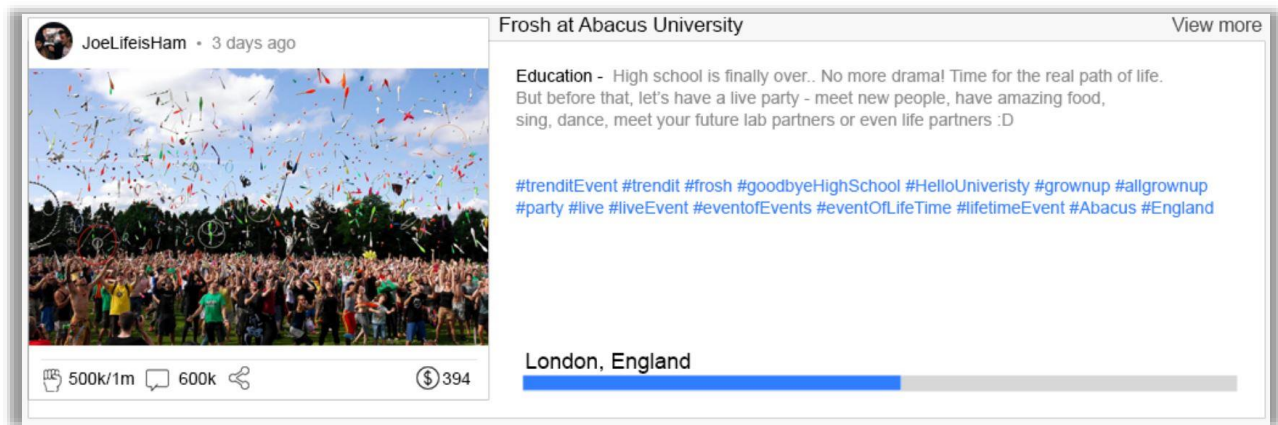 JoeLifeisHam • 3 days ago
500k/1m 600k $ 394
Frosh at Abacus University View more
Education - High school is finally over.. No more drama! Time for the real path of life.
But before that, let's have a live party - meet new people, have amazing food,
sing, dance, meet your future lab partners or even life partners :D
#trenditEvent #trendit #frosh #goodbyeHighSchool #HelloUniveristy #grownup #allgrownup
#party #live #liveEvent #eventofEvents #eventOfLifeTime #lifetimeEvent #Abacus #England
London, England